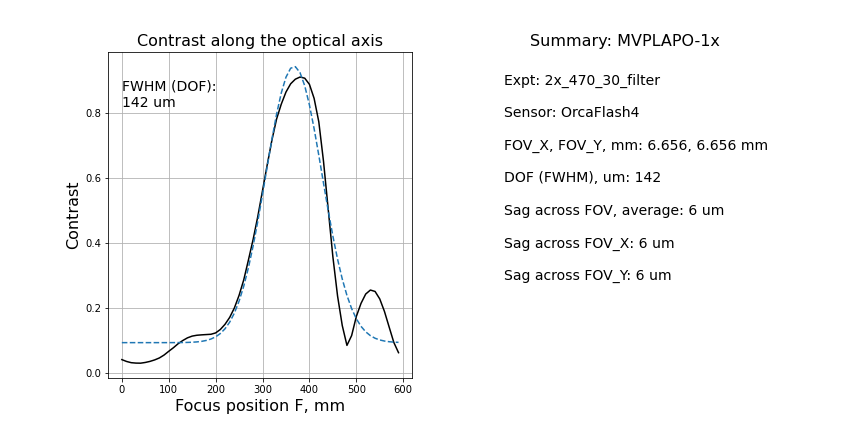 Contrast along the optical axis
FWHM (DOF):
142 um
0.8
0.6
0.4
0.2
0.0
Contrast
0 100 200 300 400 500 600
Focus position F, mm
Summary: MVPLAPO-1x
Expt: 2x_470_30_filter
Sensor: OrcaFlash4
FOV_X, FOV_Y, mm: 6.656, 6.656 mm
DOF (FWHM), um: 142
Sag across FOV, average: 6 um
Sag across FOV_X: 6 um
Sag across FOV_Y: 6 um